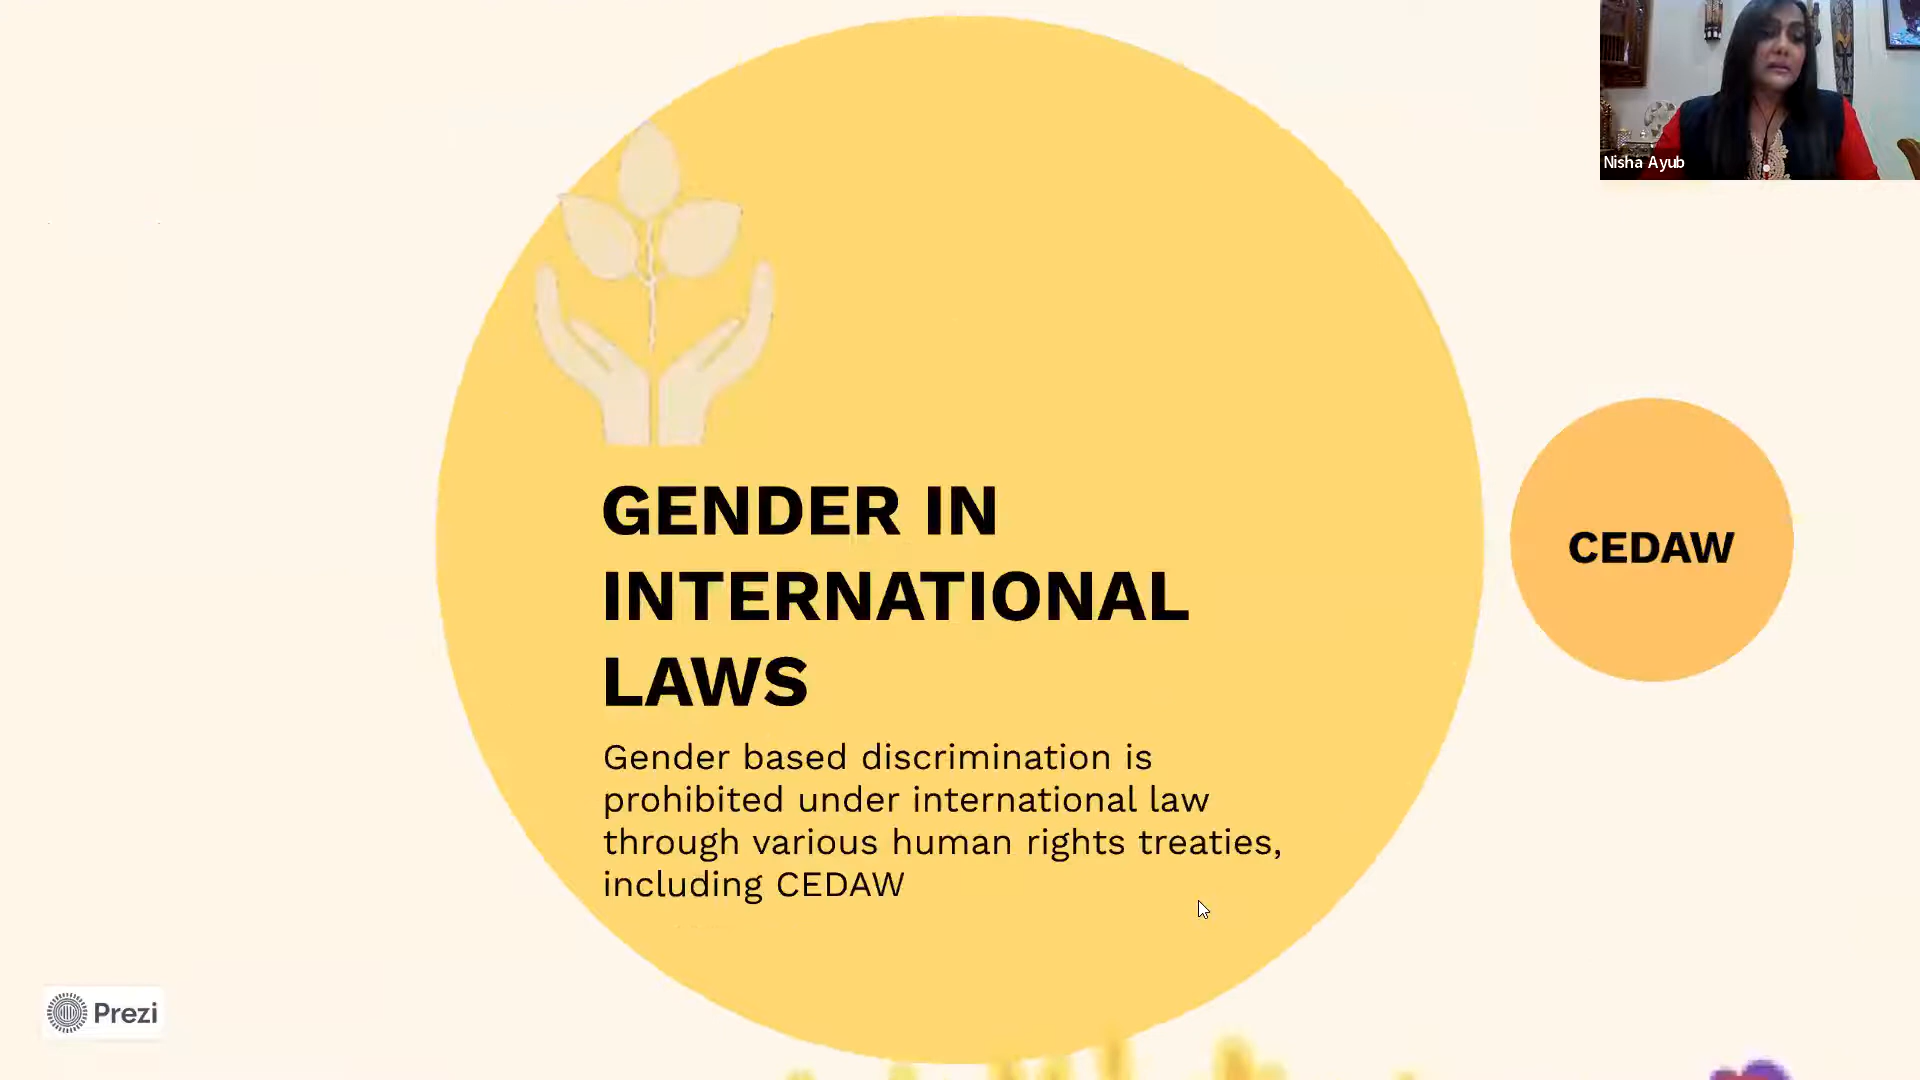 Nisha Ayub
GENDER IN
INTERNATIONAL
LAWS
Gender based discrimination is
prohibited under international law
through various human rights treaties,
including CEDAW
CEDAW
Prezi